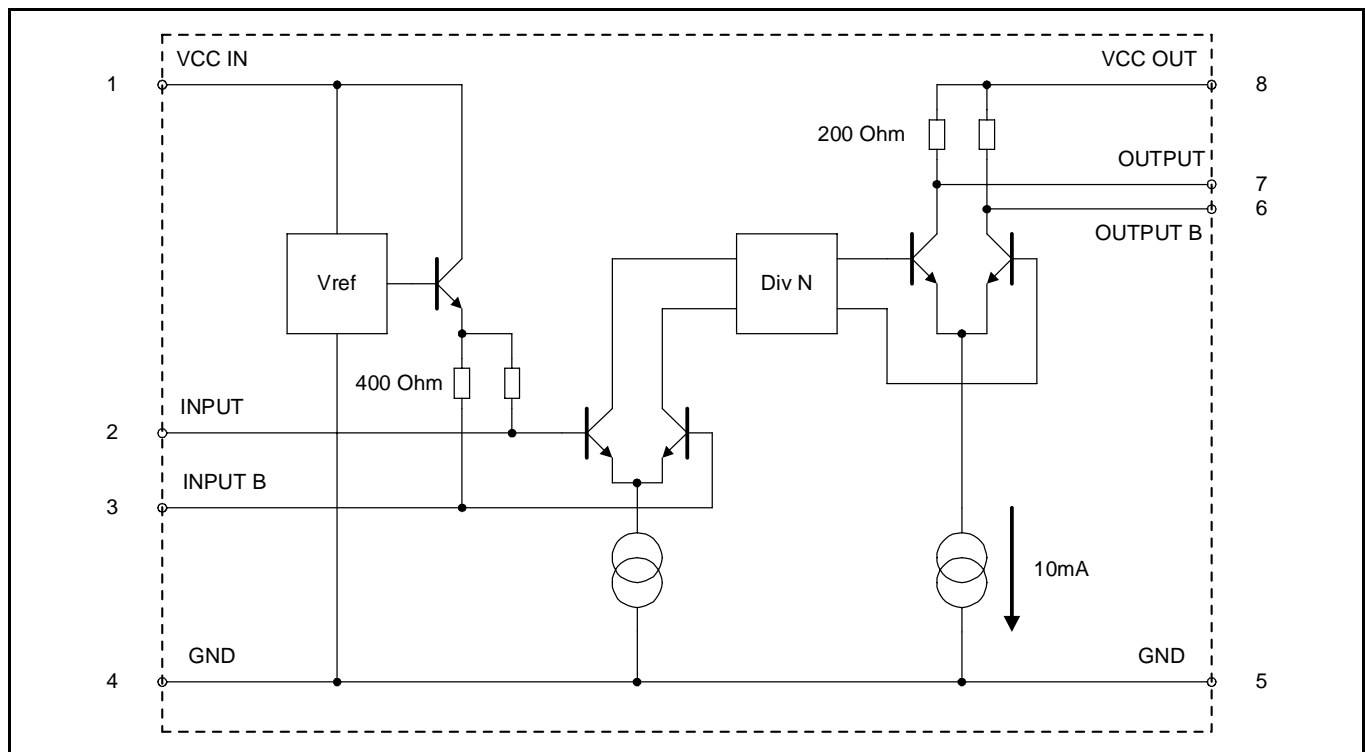 VCC IN
VCC OUT
1
8
200 Ohm
OUTPUT
7
6
OUTPUT B
Vref
Div N
400 Ohm
INPUT
2
INPUT B
3
10mA
GND
GND
4
5